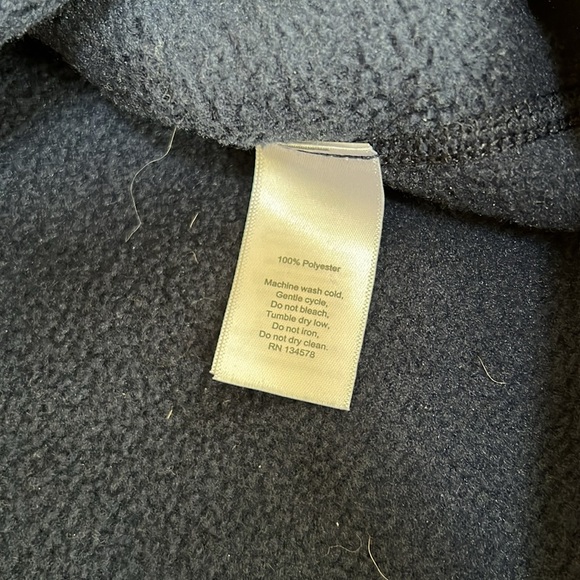 100% Polyester
Machine wash cold,
Gentle cycle,
Do not bleach,
Tumble dry low,
Do not iron,
Do not dry clean.
RN 134578